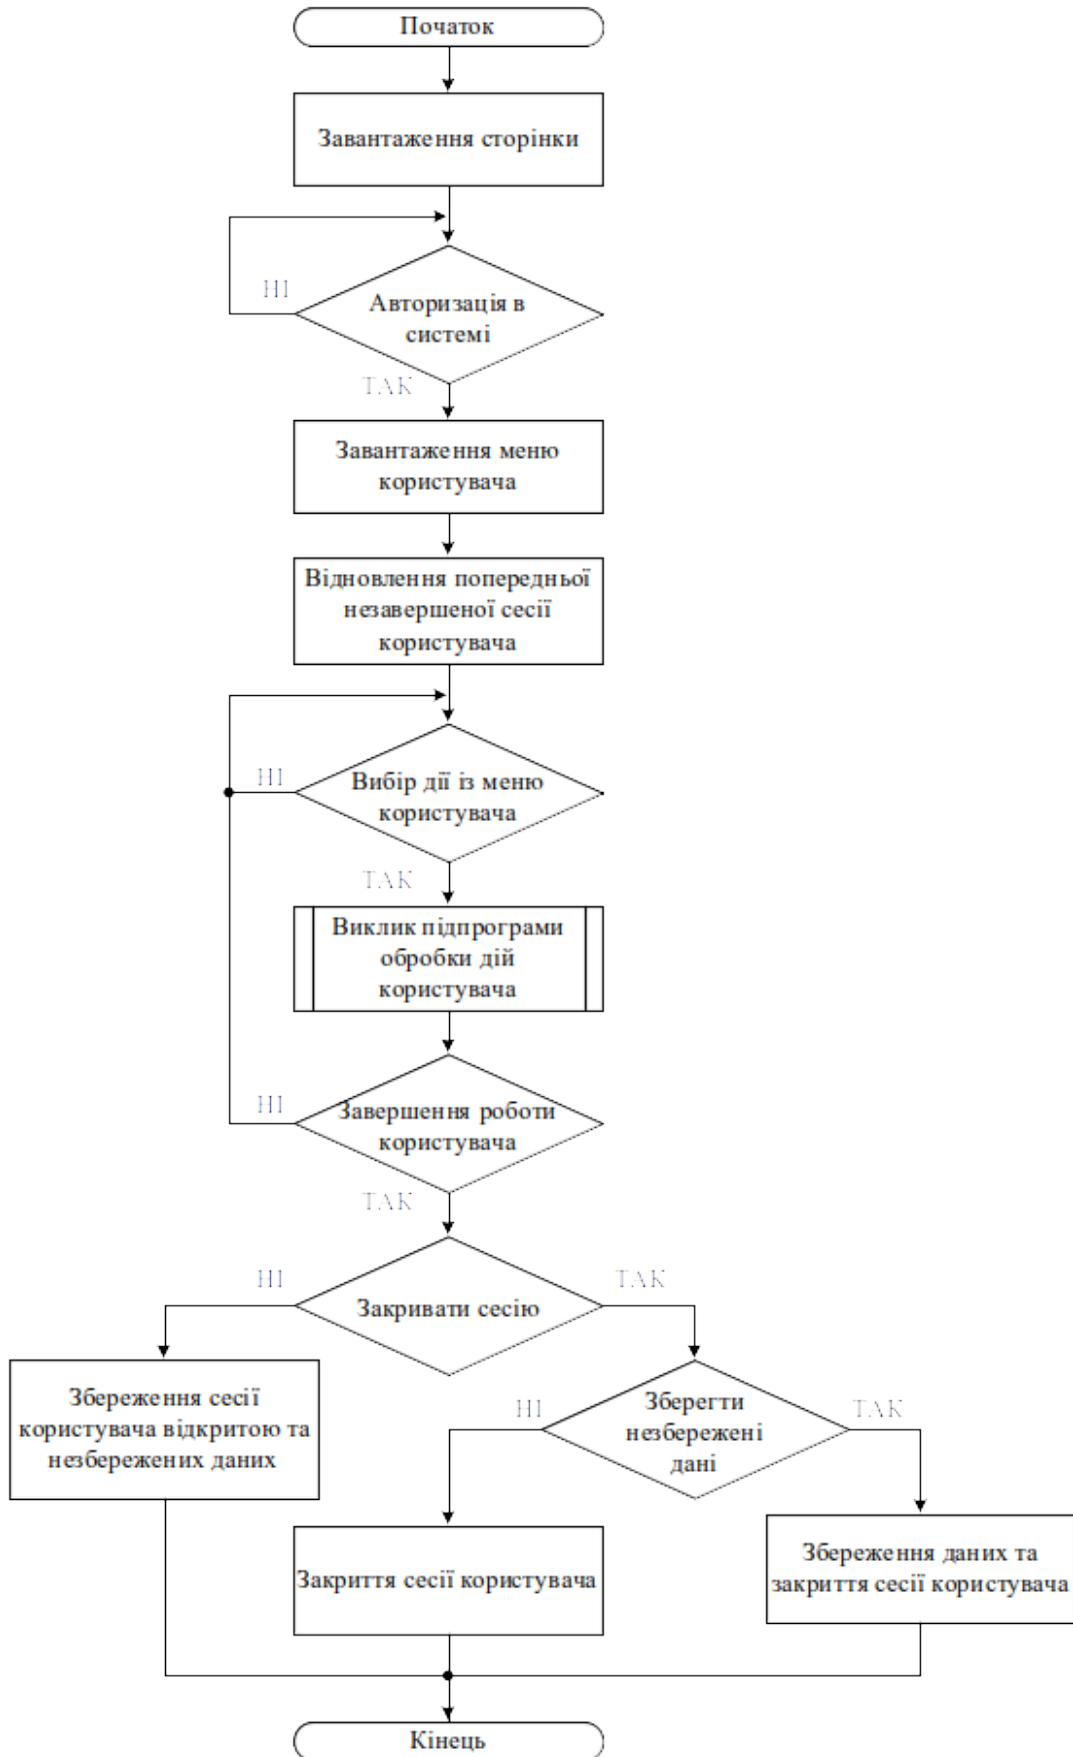 Початок
Завантаження сторінки
НІ
Авторизація в
системі
ТАК
Завантаження меню
користувача
Відновлення попередньої
незавершеної сесії
користувача
НІ
Вибір дії із меню
користувача
ТАК
Виклик підпрограми
обробки дій
користувача
НІ
Завершення роботи
користувача
ТАК
НІ
ТАК
Закривати сесію
Збереження сесії
користувача відкритою та
незбережених даних
НІ
Зберегти
незбережені
дані
ТАК
Закриття сесії користувача
Збереження даних та
закриття сесії користувача
Кінець